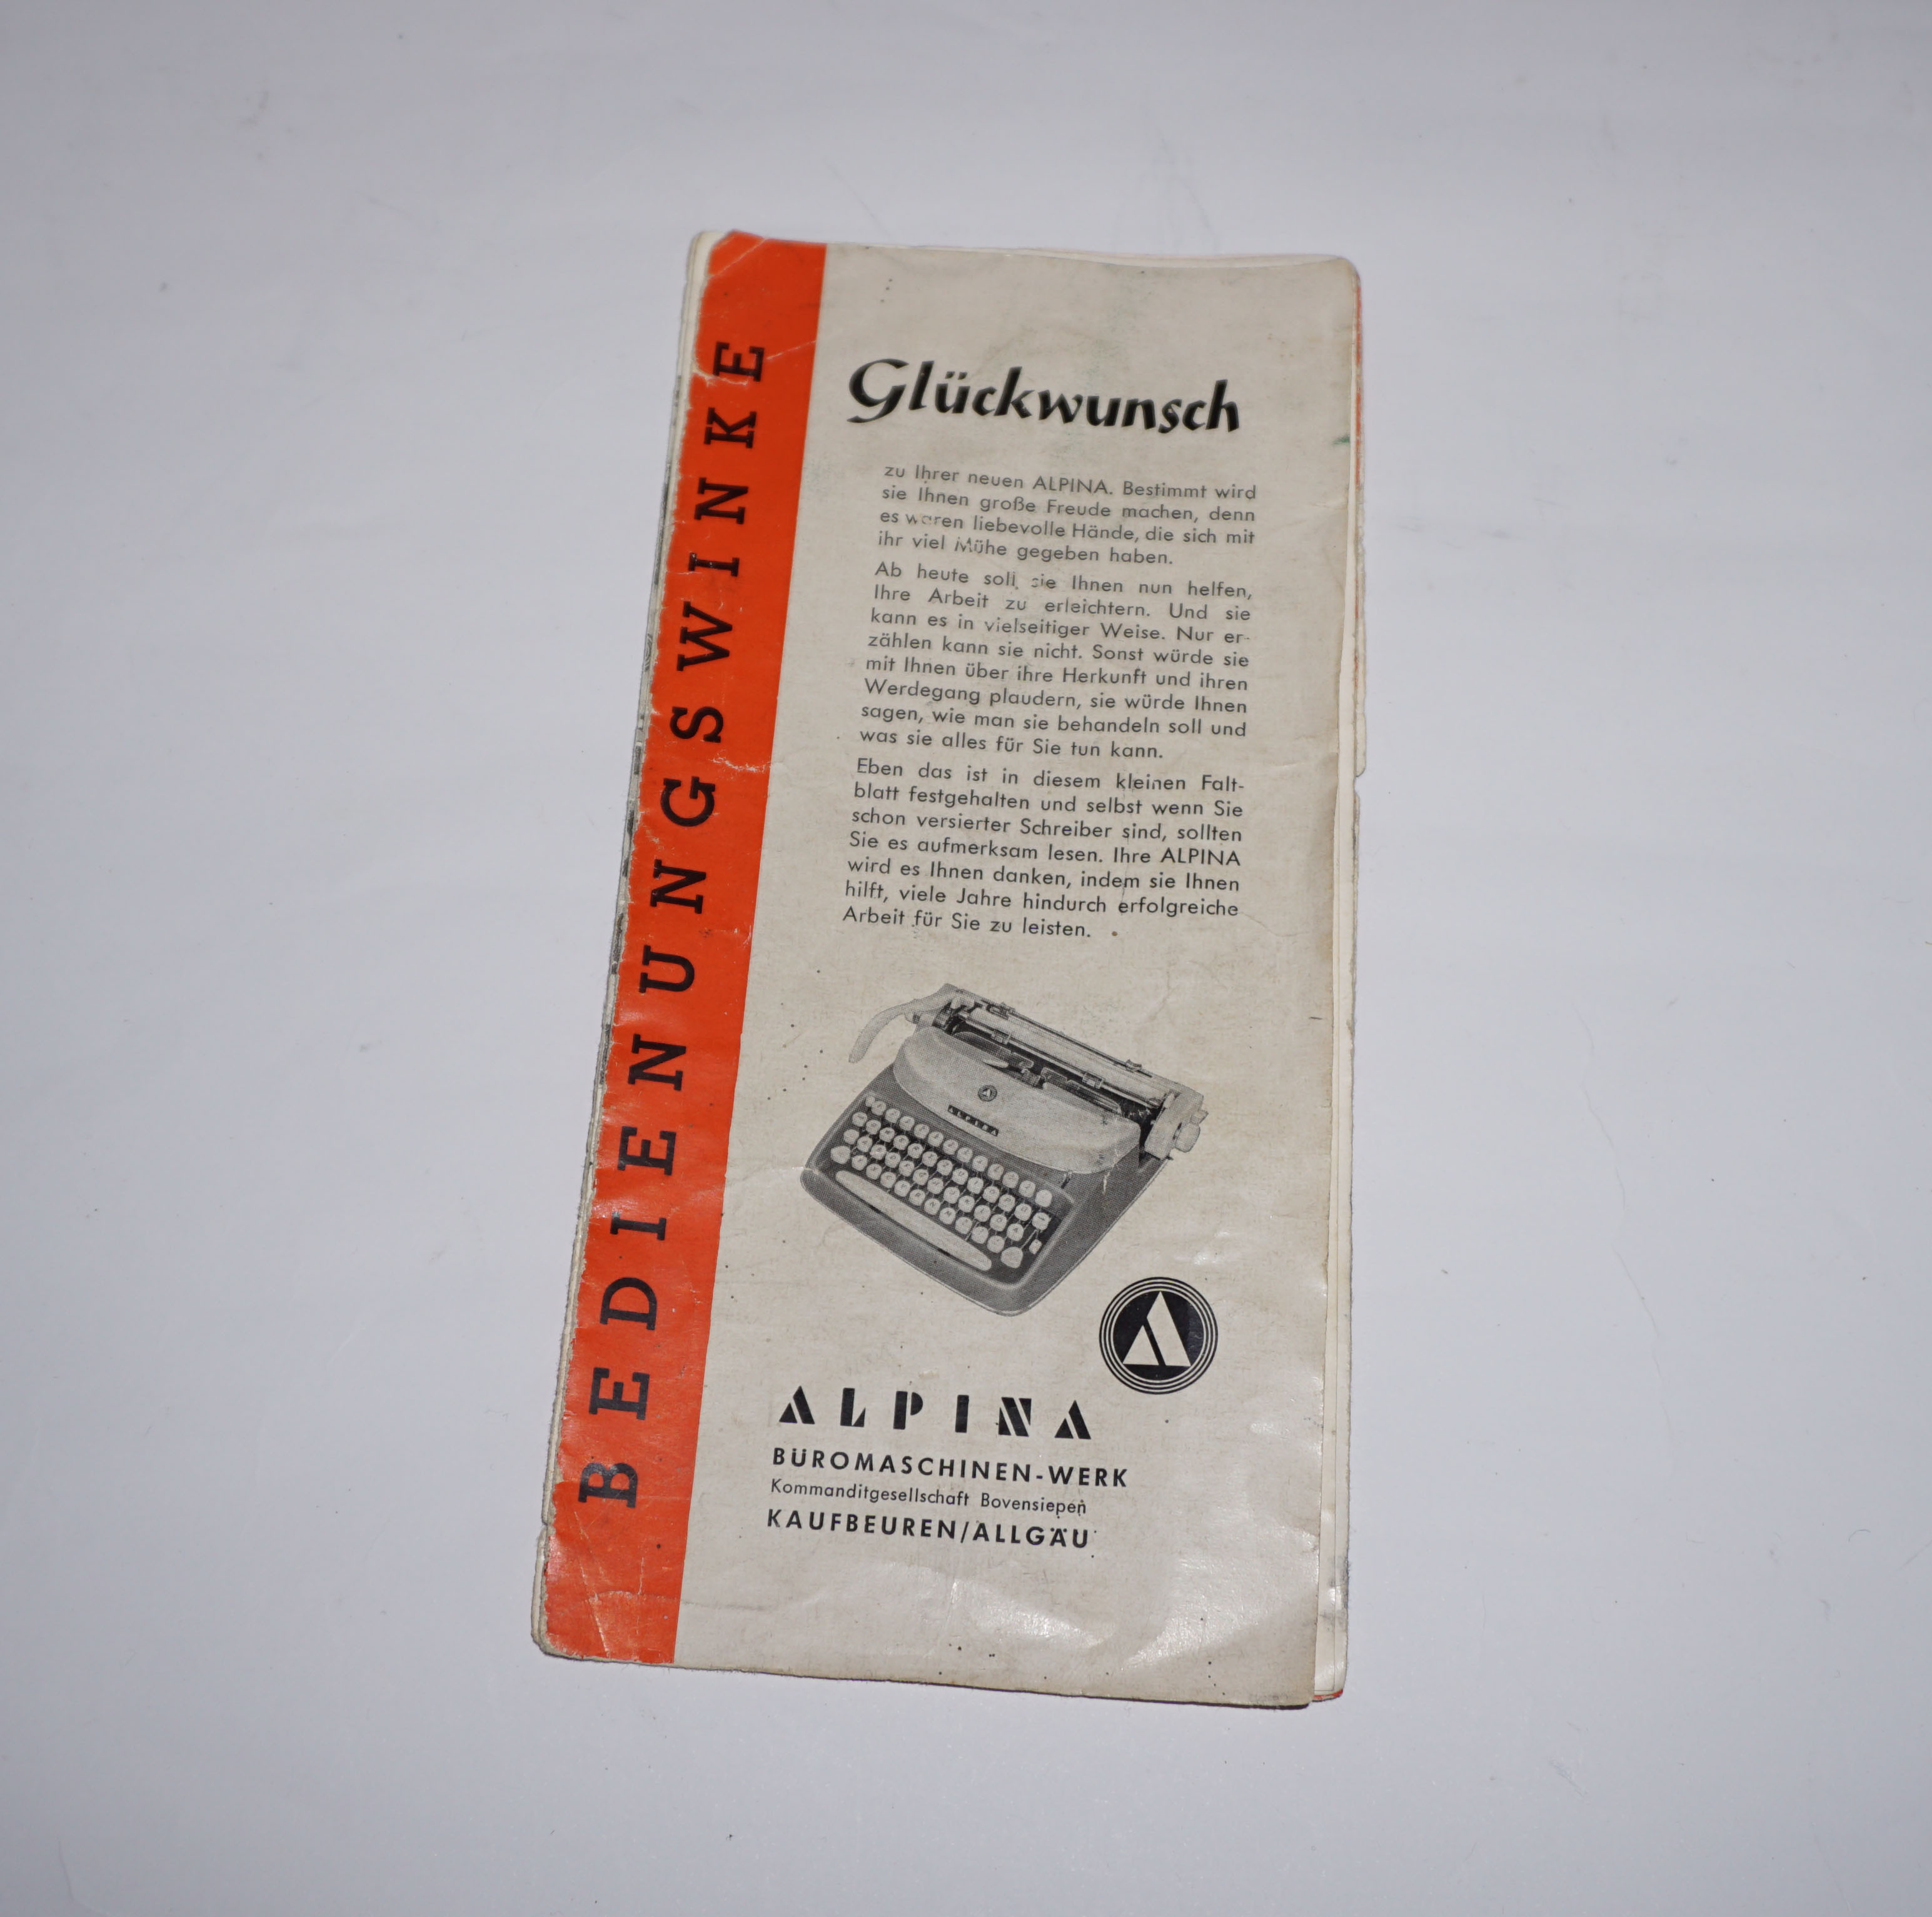 BEDIENUNGSWINKE
Glückwunsch
zu Ihrer neuen ALPINA. Bestimmt wird
sie Ihnen große Freude machen, denn
es waren liebevolle Hände, die sich mit
ihr viel Mühe gegeben haben.
Ab heute soll sie Ihnen nun helfen,
Ihre Arbeit zu erleichtern. Und sie
kann es in vielseitiger Weise. Nur er-
zählen kann sie nicht. Sonst würde sie
mit Ihnen über ihre Herkunft und ihren
Werdegang plaudern, sie würde Ihnen
sagen, wie man sie behandeln soll und
was sie alles für Sie tun kann.
Eben das ist in diesem kleinen Falt-
blatt festgehalten und selbst wenn Sie
schon versierter Schreiber sind, sollten
Sie es aufmerksam lesen. Ihre ALPINA
wird es Ihnen danken, indem sie Ihnen
hilft, viele Jahre hindurch erfolgreiche
Arbeit für Sie zu leisten.
ALPINA
ALPINA
BÜROMASCHINEN-WERK
Kommanditgesellschaft Bovensiepen
KAUFBEUREN/ALLGÄU